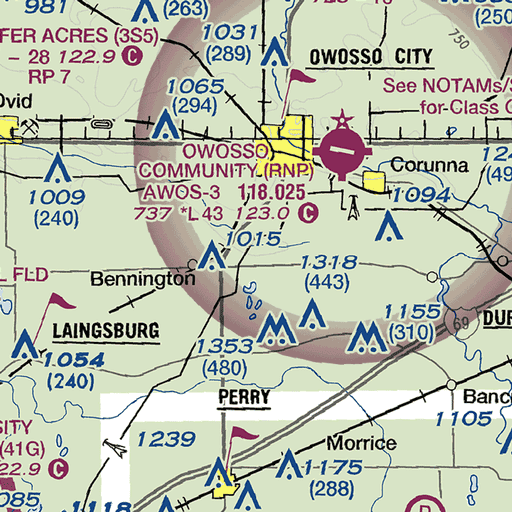 981
(263)
(250
FER ACRES (3S5)
- 28 122.9 C
RP 7
1031
(289)
OWOSSO CITY
750
1065
(294)
See NOTAMs/S
for Class
Ovid
OWOSSO
COMMUNITY (RNP)
AWOS-3 118.025
737 *L 43 123.0 C
Corunna
124
(49
1009
(240)
1094
1015
L FLD
Bennington
1318
(443)
1155
(310)
69
DUR
LAINGSBURG
1054
(240)
1353
(480)
PERRY
Banc
1105
SITY
(41G)
22.9 C
1239
Morrice
1175
(288)
085
1118